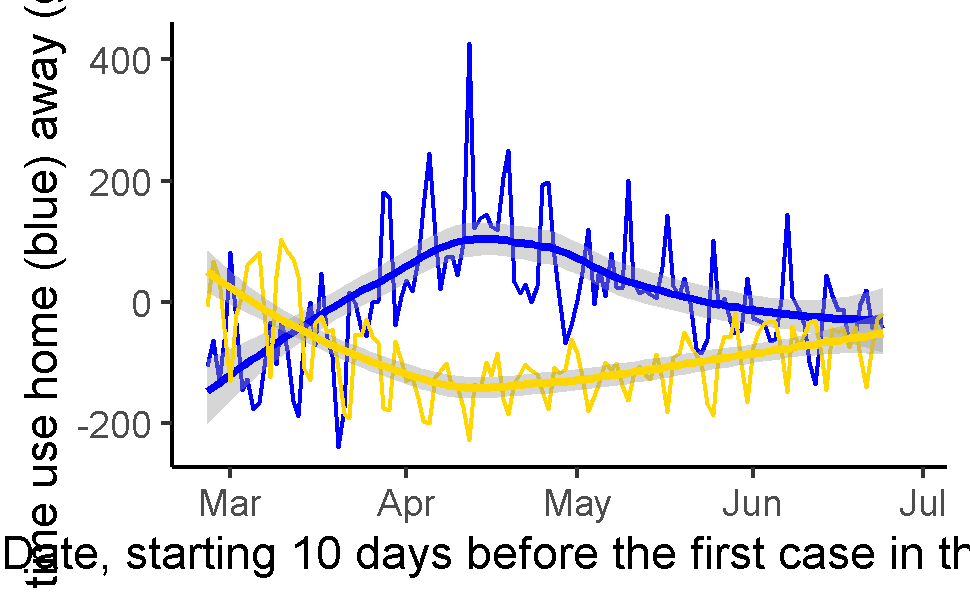 time use home (blue) away (
400
200
0
-200
Mar Apr May Jun Jul
Date, starting 10 days before the first case in th